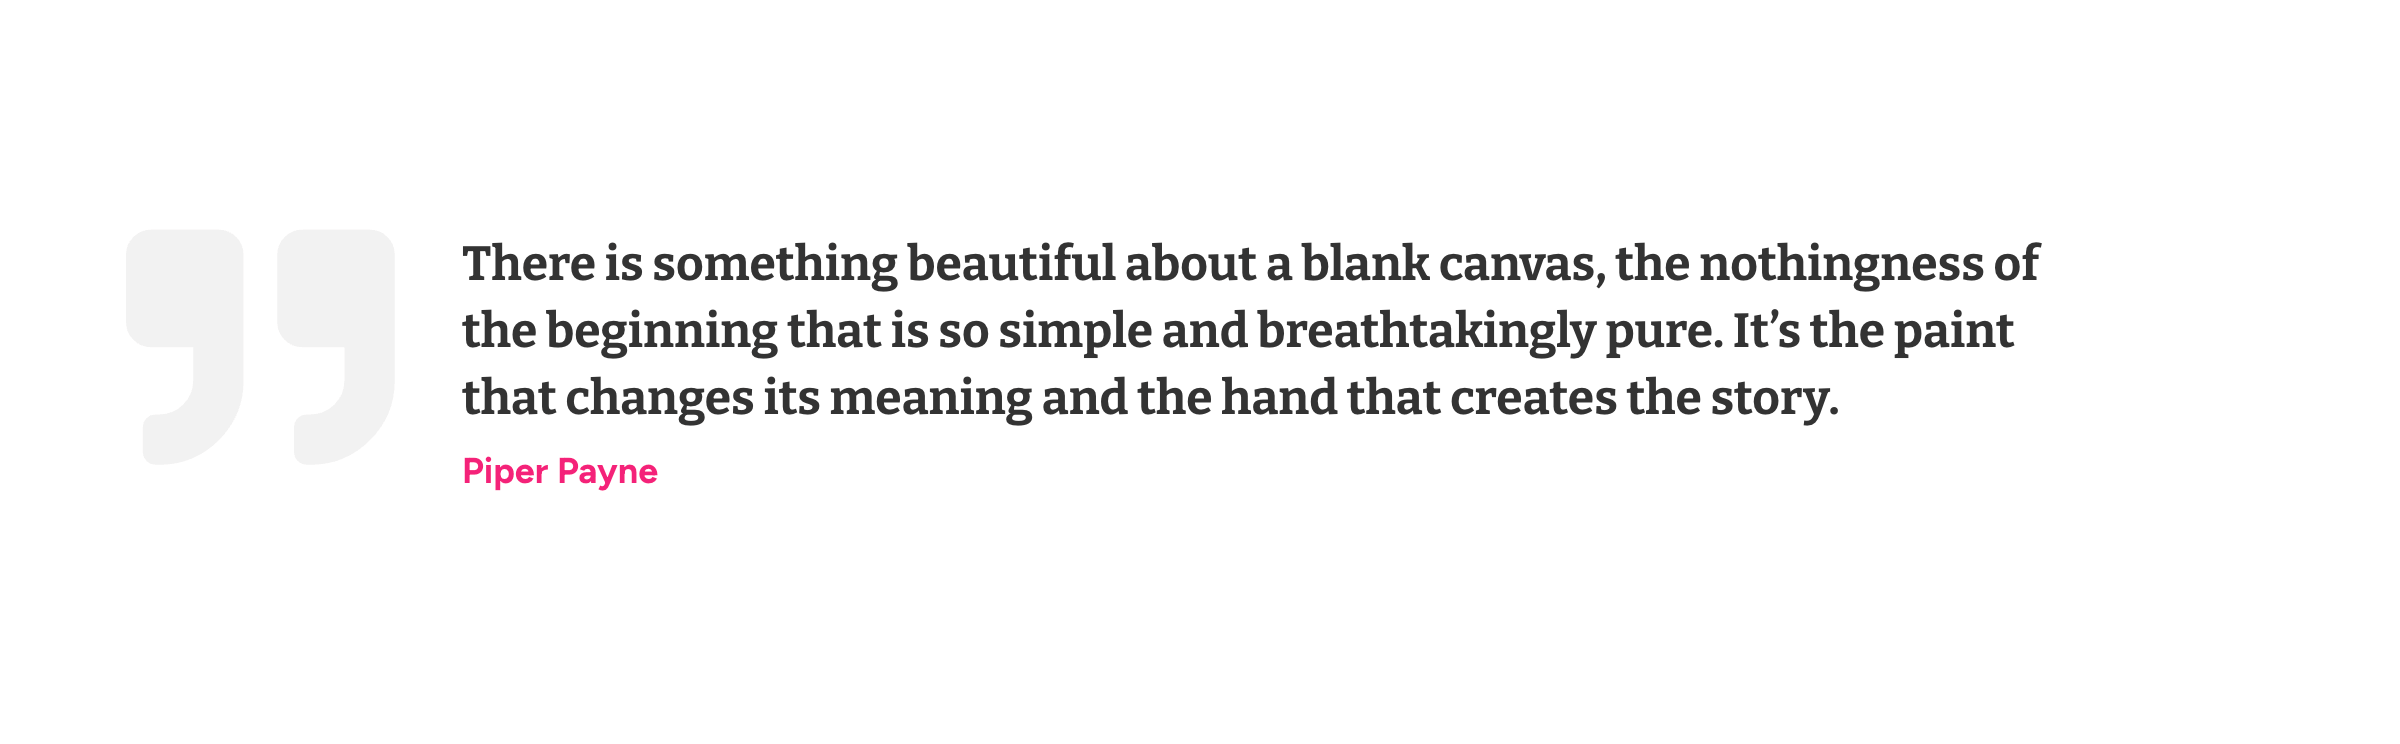 There is something beautiful about a blank canvas, the nothingness of
the beginning that is so simple and breathtakingly pure. It’s the paint
that changes its meaning and the hand that creates the story.
Piper Payne